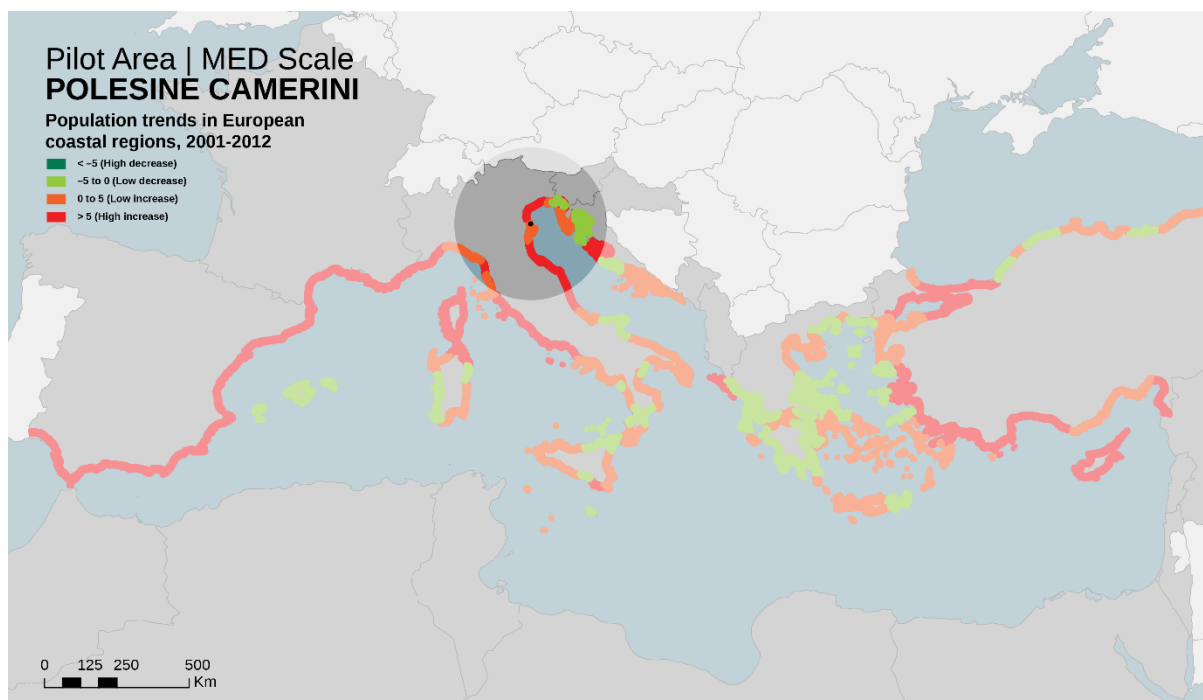 Pilot Area | MED Scale
POLESINE CAMERINI
Population trends in European
coastal regions, 2001-2012
< –5 (High decrease)
–5 to 0 (Low decrease)
0 to 5 (Low increase)
> 5 (High increase)
0 125 250 500
Km